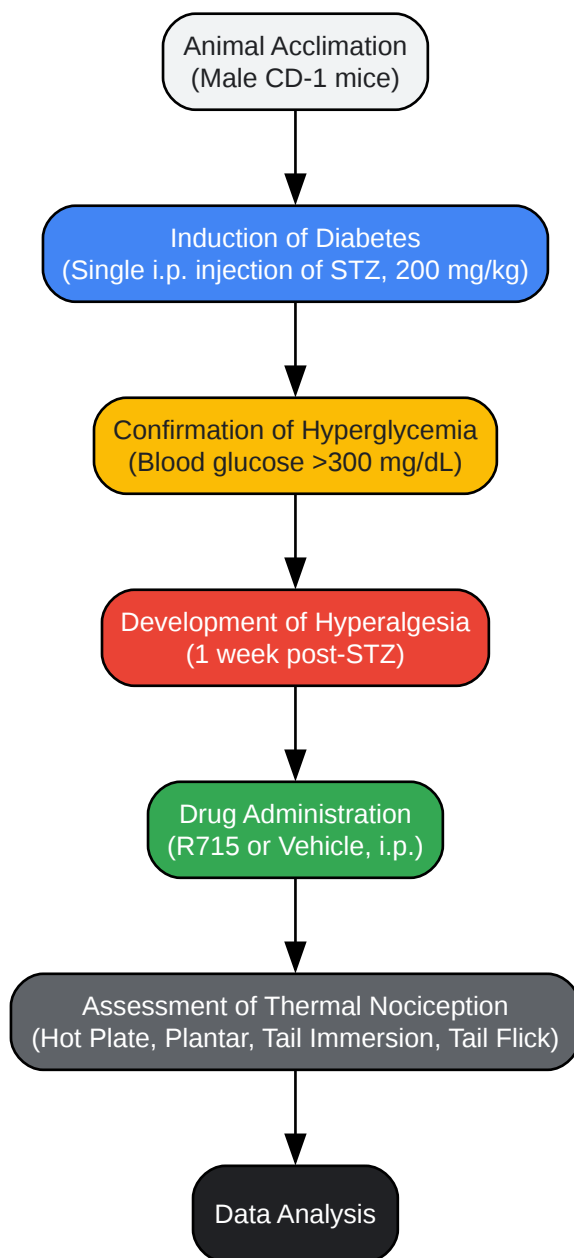 Animal Acclimation
(Male CD-1 mice)
Induction of Diabetes
(Single i.p. injection of STZ, 200 mg/kg)
Confirmation of Hyperglycemia
(Blood glucose >300 mg/dL)
Development of Hyperalgesia
(1 week post-STZ)
Drug Administration
(R715 or Vehicle, i.p.)
Assessment of Thermal Nociception
(Hot Plate, Plantar, Tail Immersion, Tail Flick)
Data Analysis